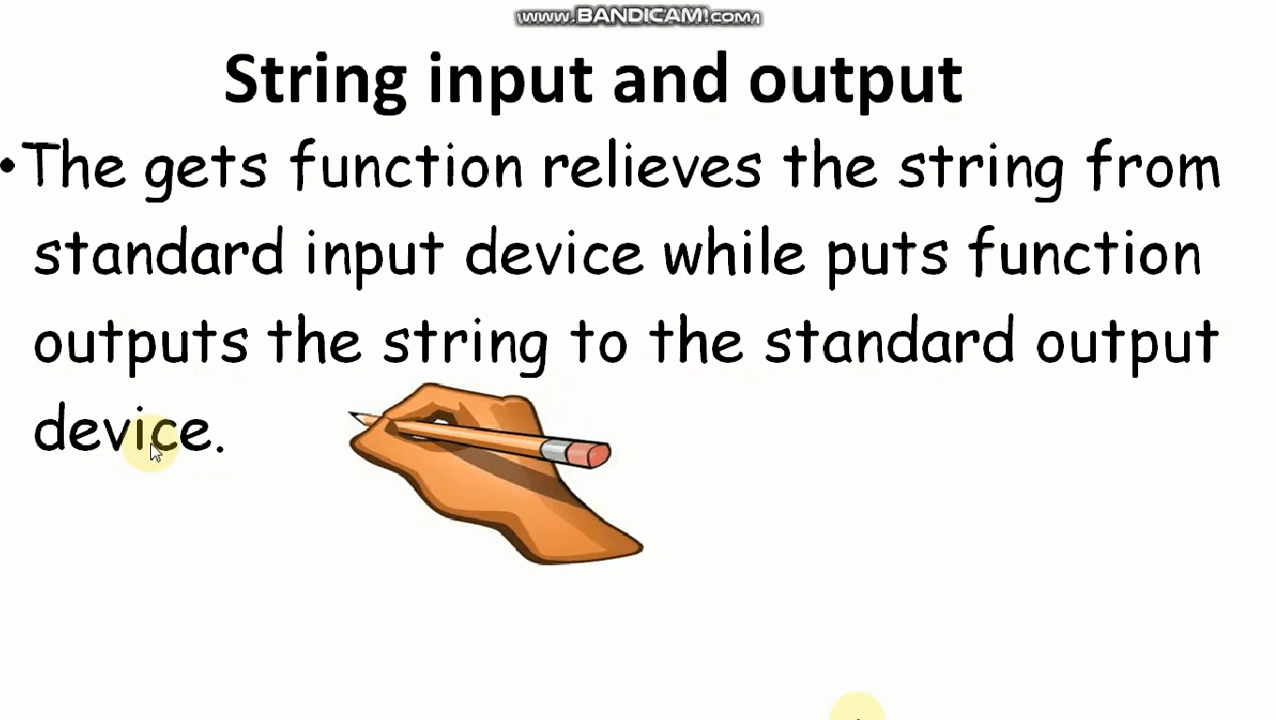 www.BANDICAM.com
String input and output
•The gets function relieves the string from
standard input device while puts function
outputs the string to the standard output
device.